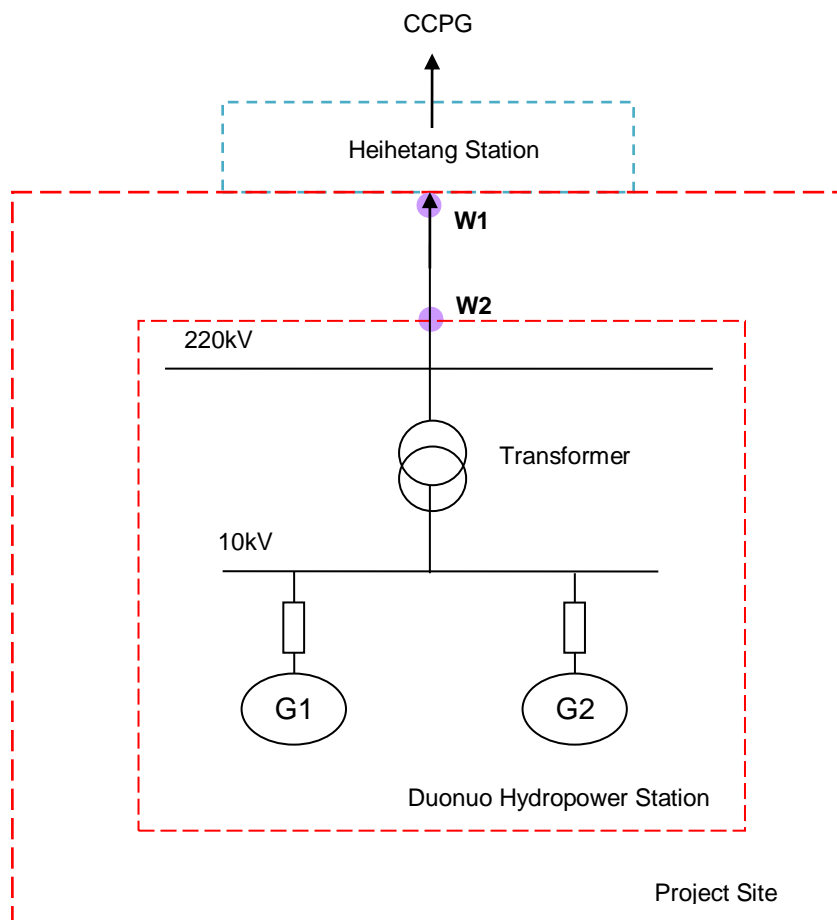 CCPG
Heihetang Station
W1
W2
220kV
Transformer
10kV
G1
G2
Duonuo Hydropower Station
Project Site